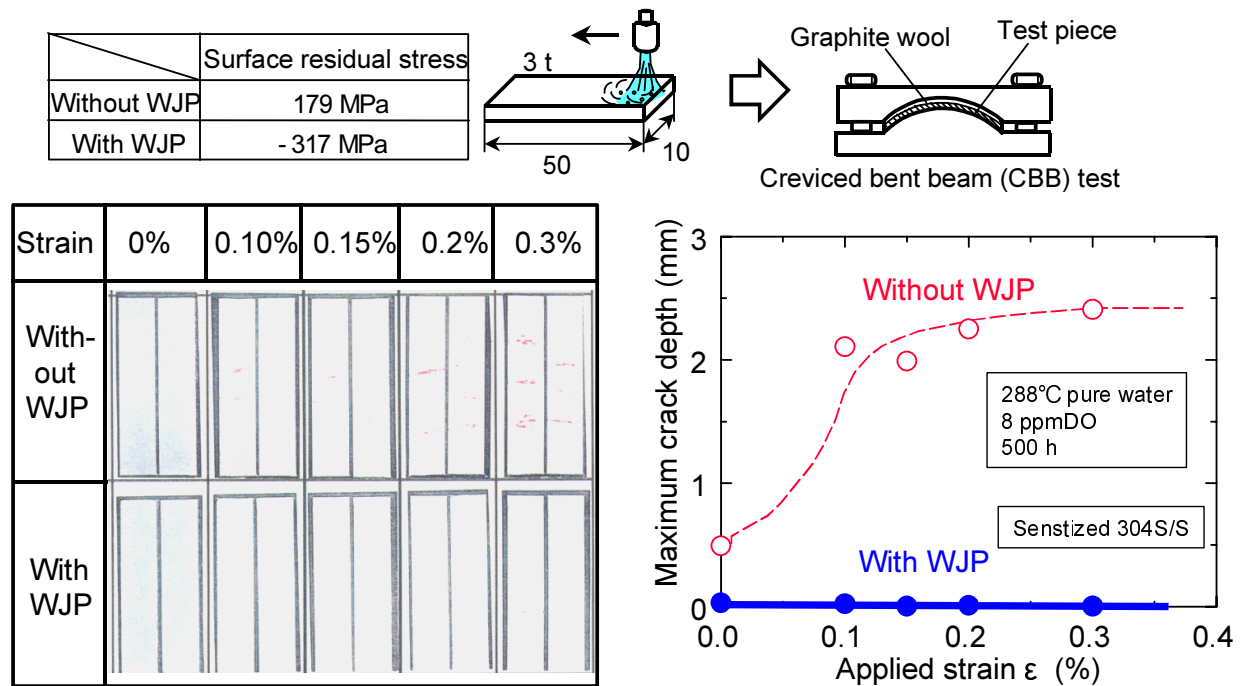 Surface residual stress
Without WJP 179 MPa
With WJP -317 MPa
3 t
50
10
Graphite wool
Test piece
Creviced bent beam (CBB) test
Strain 0% 0.10% 0.15% 0.2% 0.3%
With-
out
WJP
With
WJP
Maximum crack depth (mm)
3
2
1
0
Without WJP
288℃ pure water
8 ppmDO
500 h
Senstized 304S/S
With WJP
0.0 0.1 0.2 0.3 0.4
Applied strain ε (%)